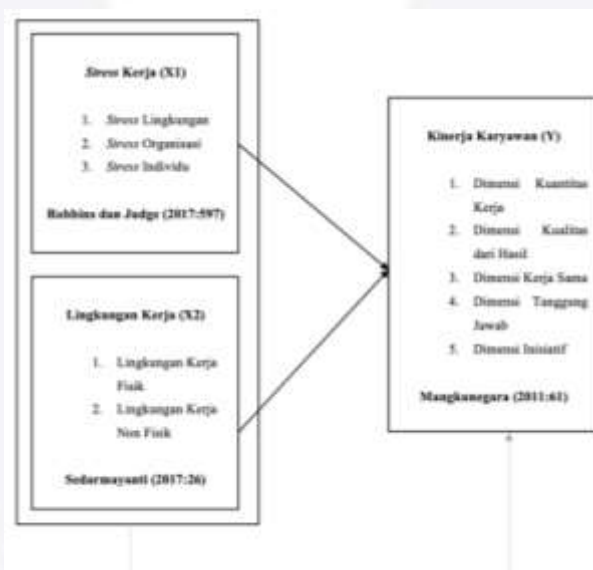 Stress Kerja (X1)
1. Stress Lingkungan
2. Stress Organisasi
3. Stress Individu
Robbins dan Judge (2017:597)
Lingkungan Kerja (X2)
1. Lingkungan Kerja
Fisik
2. Lingkungan Kerja
Non Fisik
Sedarmayanti (2017:26)
Kinerja Karyawan (Y)
1. Dimensi Kuantitas
Kerja
2. Dimensi Kualitas
dari Hasil
3. Dimensi Kerja Sama
4. Dimensi Tanggung
Jawab
5. Dimensi Inisiatif
Mangkunegara (2011:61)